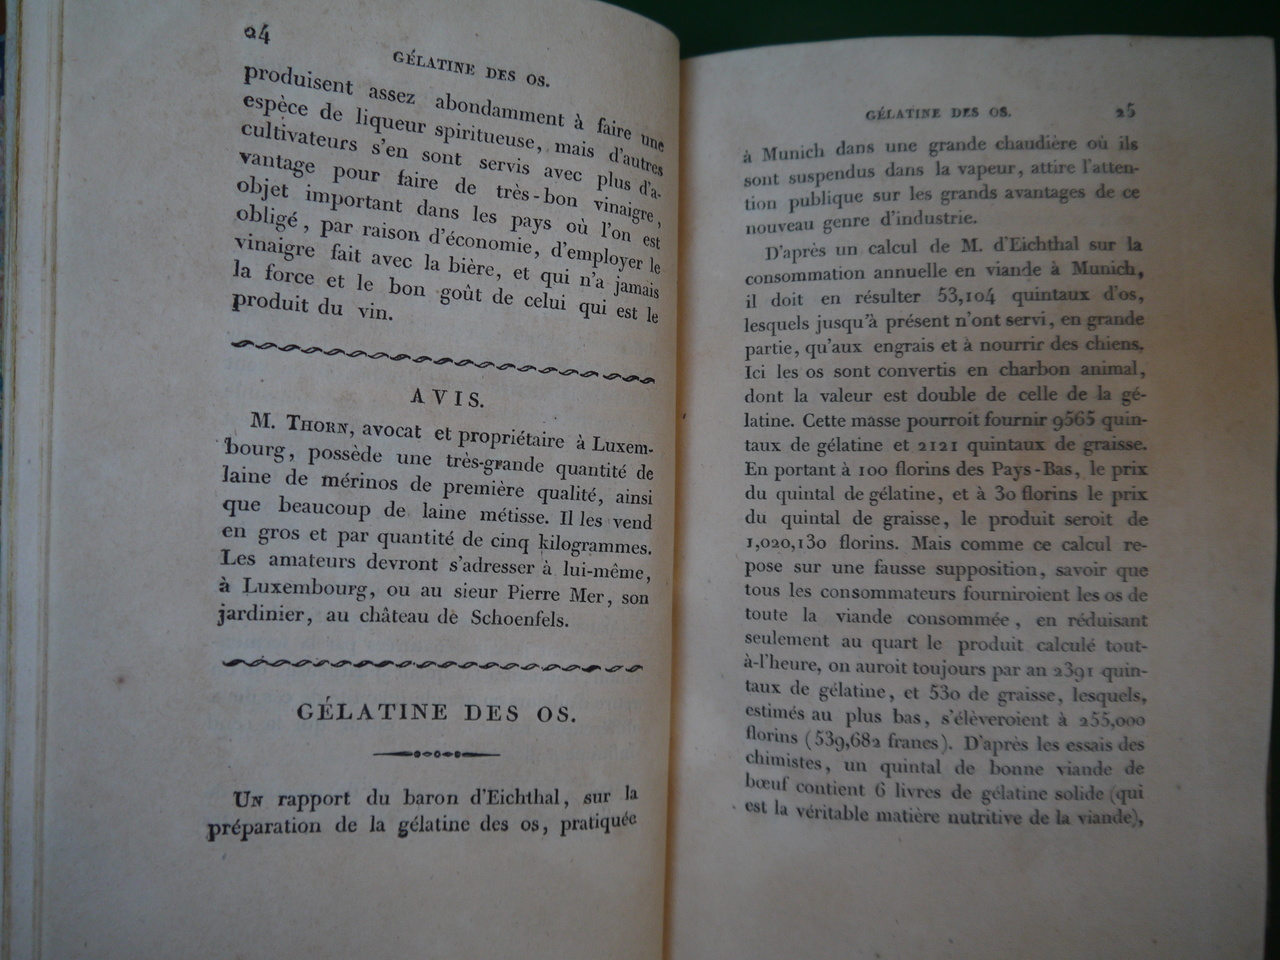 24
GÉLATINE DES OS.
produisent assez abondamment à faire une
espèce de liqueur spiritueuse, mais d'autres
cultivateurs s'en sont servis avec plus d'a-
vantage pour faire de très-bon vinaigre,
objet important dans les pays où l'on est
obligé, par raison d'économie, d'employer le
vinaigre fait avec la bière, et qui n'a jamais
la force et le bon goût de celui qui est le
produit du vin.
AVIS.
M. THORN, avocat et propriétaire à Luxem-
bourg, possède une très-grande quantité de
laine de mérinos de première qualité, ainsi
que beaucoup de laine métisse. Il les vend
en gros et par quantité de cinq kilogrammes.
Les amateurs devront s'adresser à lui-même,
à Luxembourg, ou au sieur Pierre Mer, son
jardinier, au château de Schoenfels.
GÉLATINE DES OS.
UN rapport du baron d'Eichthal, sur la
préparation de la gélatine des os, pratiquée
GÉLATINE DES OS. 25
à Munich dans une grande chaudière où ils
sont suspendus dans la vapeur, attire l'atten-
tion publique sur les grands avantages de ce
nouveau genre d'industrie.
D'après un calcul de M. d'Eichthal sur la
consommation annuelle en viande à Munich,
il doit en résulter 53,104 quintaux d'os,
lesquels jusqu'à présent n'ont servi, en grande
partie, qu'aux engrais et à nourrir des chiens.
Ici les os sont convertis en charbon animal,
dont la valeur est double de celle de la gé-
latine. Cette masse pourroit fournir 9565 quin-
taux de gélatine et 2121 quintaux de graisse.
En portant à 100 florins des Pays-Bas, le prix
du quintal de gélatine, et à 30 florins le prix
du quintal de graisse, le produit seroit de
1,020,130 florins. Mais comme ce calcul re-
pose sur une fausse supposition, savoir que
tous les consommateurs fourniroient les os de
toute la viande consommée, en réduisant
seulement au quart le produit calculé tout-
à-l'heure, on auroit toujours par an 2391 quin-
taux de gélatine, et 530 de graisse, lesquels,
estimés au plus bas, s'élèveroient à 255,000
florins (539,682 francs). D'après les essais des
chimistes, un quintal de bonne viande de
bœuf contient 6 livres de gélatine solide (qui
est la véritable matière nutritive de la viande),